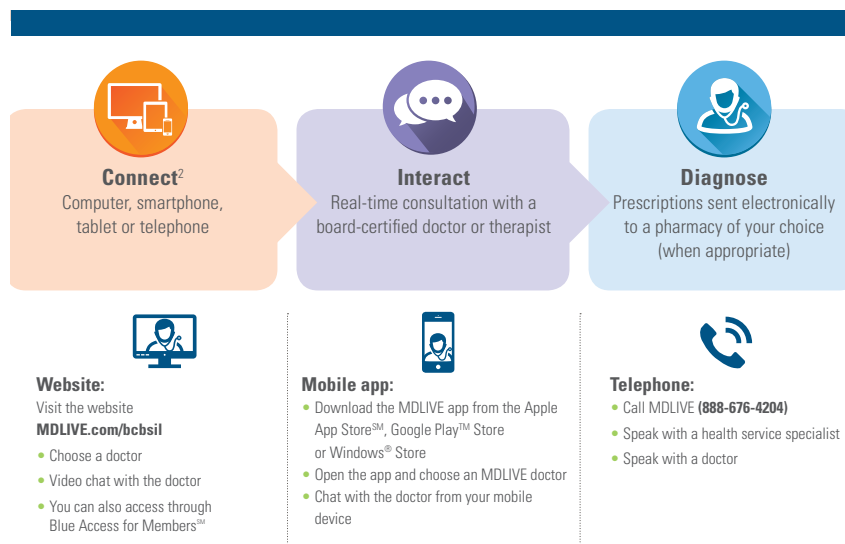 Connect²
Computer, smartphone,
tablet or telephone
Interact
Real-time consultation with a
board-certified doctor or therapist
Diagnose
Prescriptions sent electronically
to a pharmacy of your choice
(when appropriate)
Website:
Visit the website
MDLIVE.com/bcbsil
• Choose a doctor
• Video chat with the doctor
• You can also access through
Blue Access for Members℠
Mobile app:
• Download the MDLIVE app from the Apple
App Store℠, Google Play™ Store
or Windows® Store
• Open the app and choose an MDLIVE doctor
• Chat with the doctor from your mobile
device
Telephone:
• Call MDLIVE (888-676-4204)
• Speak with a health service specialist
• Speak with a doctor